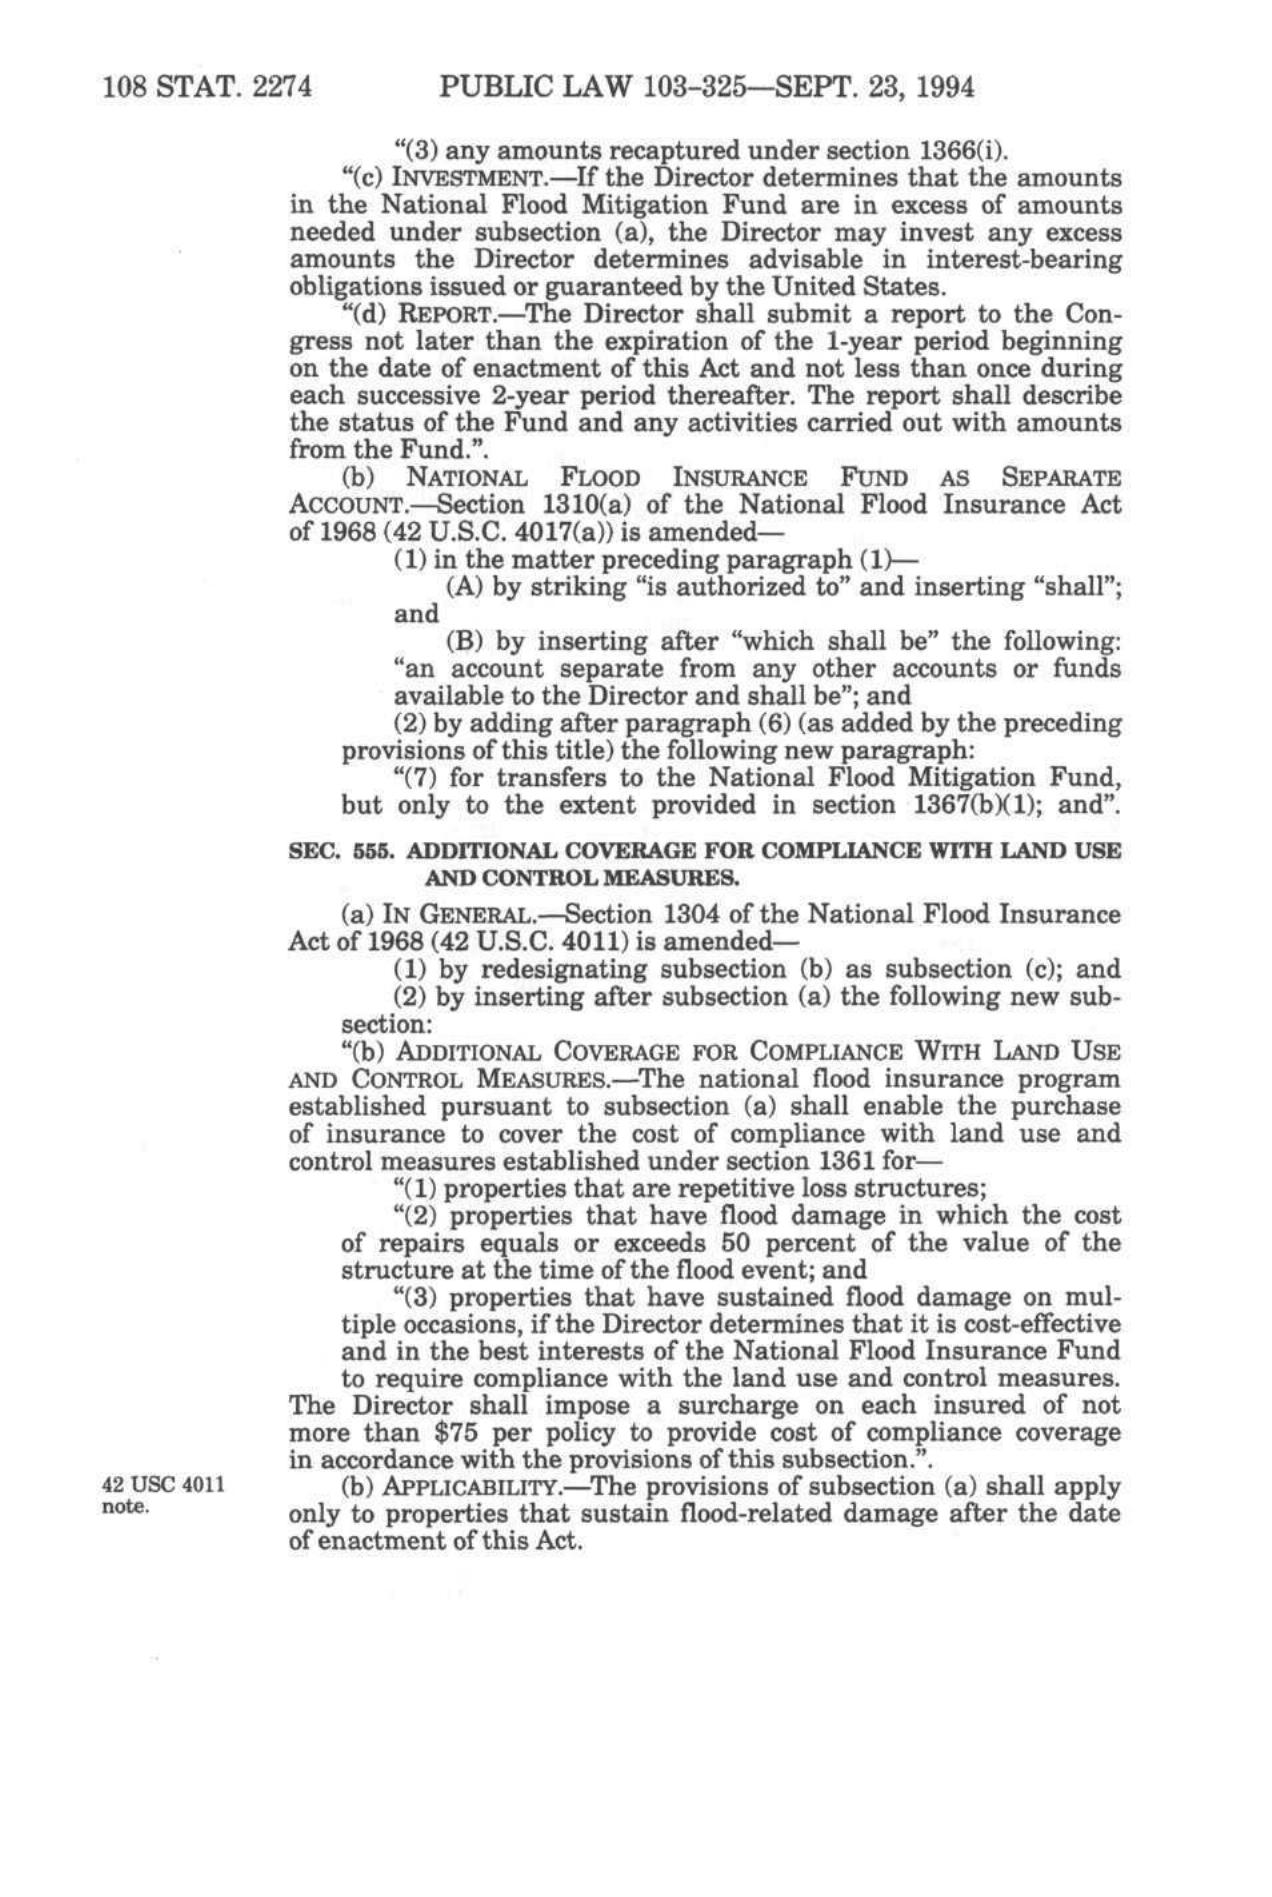 108 STAT. 2274 PUBLIC LAW 103-325—SEPT. 23, 1994
“(3) any amounts recaptured under section 1366(i).
“(c) INVESTMENT.—If the Director determines that the amounts
in the National Flood Mitigation Fund are in excess of amounts
needed under subsection (a), the Director may invest any excess
amounts the Director determines advisable in interest-bearing
obligations issued or guaranteed by the United States.
“(d) REPORT.—The Director shall submit a report to the Con-
gress not later than the expiration of the 1-year period beginning
on the date of enactment of this Act and not less than once during
each successive 2-year period thereafter. The report shall describe
the status of the Fund and any activities carried out with amounts
from the Fund.”.
(b) NATIONAL FLOOD INSURANCE FUND AS SEPARATE
ACCOUNT.—Section 1310(a) of the National Flood Insurance Act
of 1968 (42 U.S.C. 4017(a)) is amended—
(1) in the matter preceding paragraph (1)—
(A) by striking “is authorized to” and inserting “shall”;
and
(B) by inserting after “which shall be” the following:
“an account separate from any other accounts or funds
available to the Director and shall be”; and
(2) by adding after paragraph (6) (as added by the preceding
provisions of this title) the following new paragraph:
“(7) for transfers to the National Flood Mitigation Fund,
but only to the extent provided in section 1367(b)(1); and”.
SEC. 555. ADDITIONAL COVERAGE FOR COMPLIANCE WITH LAND USE
AND CONTROL MEASURES.
(a) IN GENERAL.—Section 1304 of the National Flood Insurance
Act of 1968 (42 U.S.C. 4011) is amended—
(1) by redesignating subsection (b) as subsection (c); and
(2) by inserting after subsection (a) the following new sub-
section:
“(b) ADDITIONAL COVERAGE FOR COMPLIANCE WITH LAND USE
AND CONTROL MEASURES.—The national flood insurance program
established pursuant to subsection (a) shall enable the purchase
of insurance to cover the cost of compliance with land use and
control measures established under section 1361 for—
“(1) properties that are repetitive loss structures;
“(2) properties that have flood damage in which the cost
of repairs equals or exceeds 50 percent of the value of the
structure at the time of the flood event; and
“(3) properties that have sustained flood damage on mul-
tiple occasions, if the Director determines that it is cost-effective
and in the best interests of the National Flood Insurance Fund
to require compliance with the land use and control measures.
The Director shall impose a surcharge on each insured of not
more than $75 per policy to provide cost of compliance coverage
in accordance with the provisions of this subsection.”.
42 USC 4011
note.
(b) APPLICABILITY.—The provisions of subsection (a) shall apply
only to properties that sustain flood-related damage after the date
of enactment of this Act.